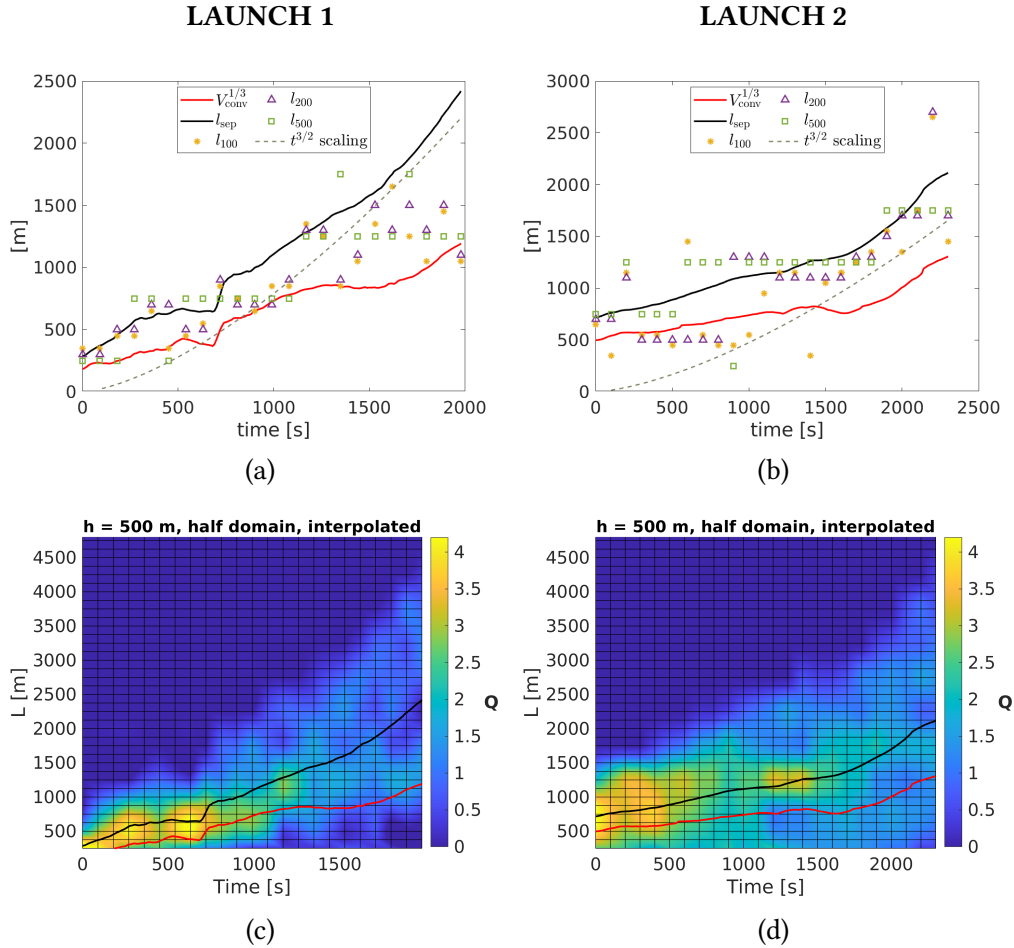 LAUNCH 1
LAUNCH 2
2500
2000
1500
1000
500
0
[m]
V_conv^1/3
l_sep
l_100
l_200
l_500
t^3/2 scaling
0 500 1000 1500 2000
time [s]
(a)
3000
2500
2000
1500
1000
500
0
[m]
V_conv^1/3
l_sep
l_100
l_200
l_500
t^3/2 scaling
0 500 1000 1500 2000 2500
time [s]
(b)
h = 500 m, half domain, interpolated
4500
4000
3500
3000
2500
2000
1500
1000
500
L [m]
0 500 1000 1500
Time [s]
4
3.5
3
2.5
2
1.5
1
0.5
0
Q
(c)
h = 500 m, half domain, interpolated
4500
4000
3500
3000
2500
2000
1500
1000
500
L [m]
0 500 1000 1500 2000
Time [s]
4
3.5
3
2.5
2
1.5
1
0.5
0
Q
(d)